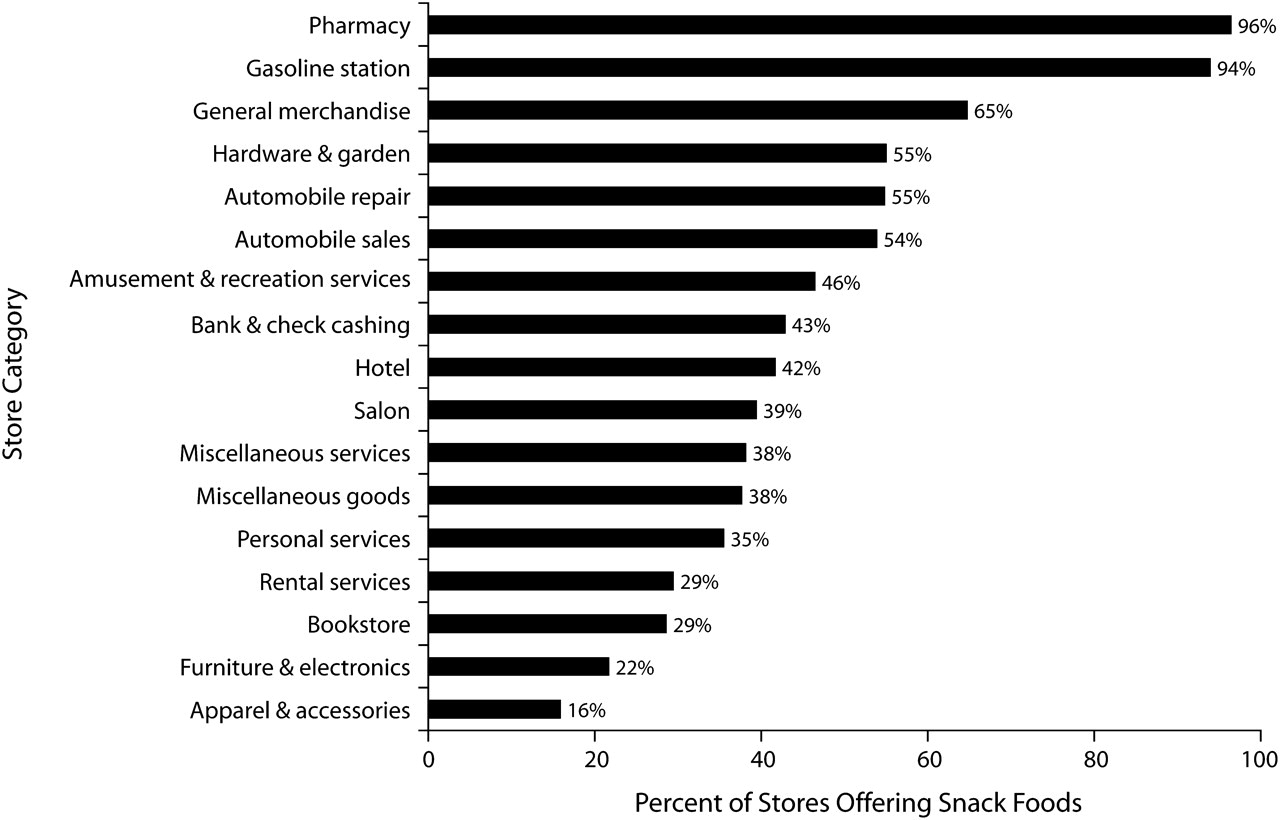 Pharmacy 96%
Gasoline station 94%
General merchandise 65%
Hardware & garden 55%
Automobile repair 55%
Automobile sales 54%
Amusement & recreation services 46%
Bank & check cashing 43%
Hotel 42%
Salon 39%
Miscellaneous services 38%
Miscellaneous goods 38%
Personal services 35%
Rental services 29%
Bookstore 29%
Furniture & electronics 22%
Apparel & accessories 16%
0 20 40 60 80 100
Percent of Stores Offering Snack Foods
Store Category